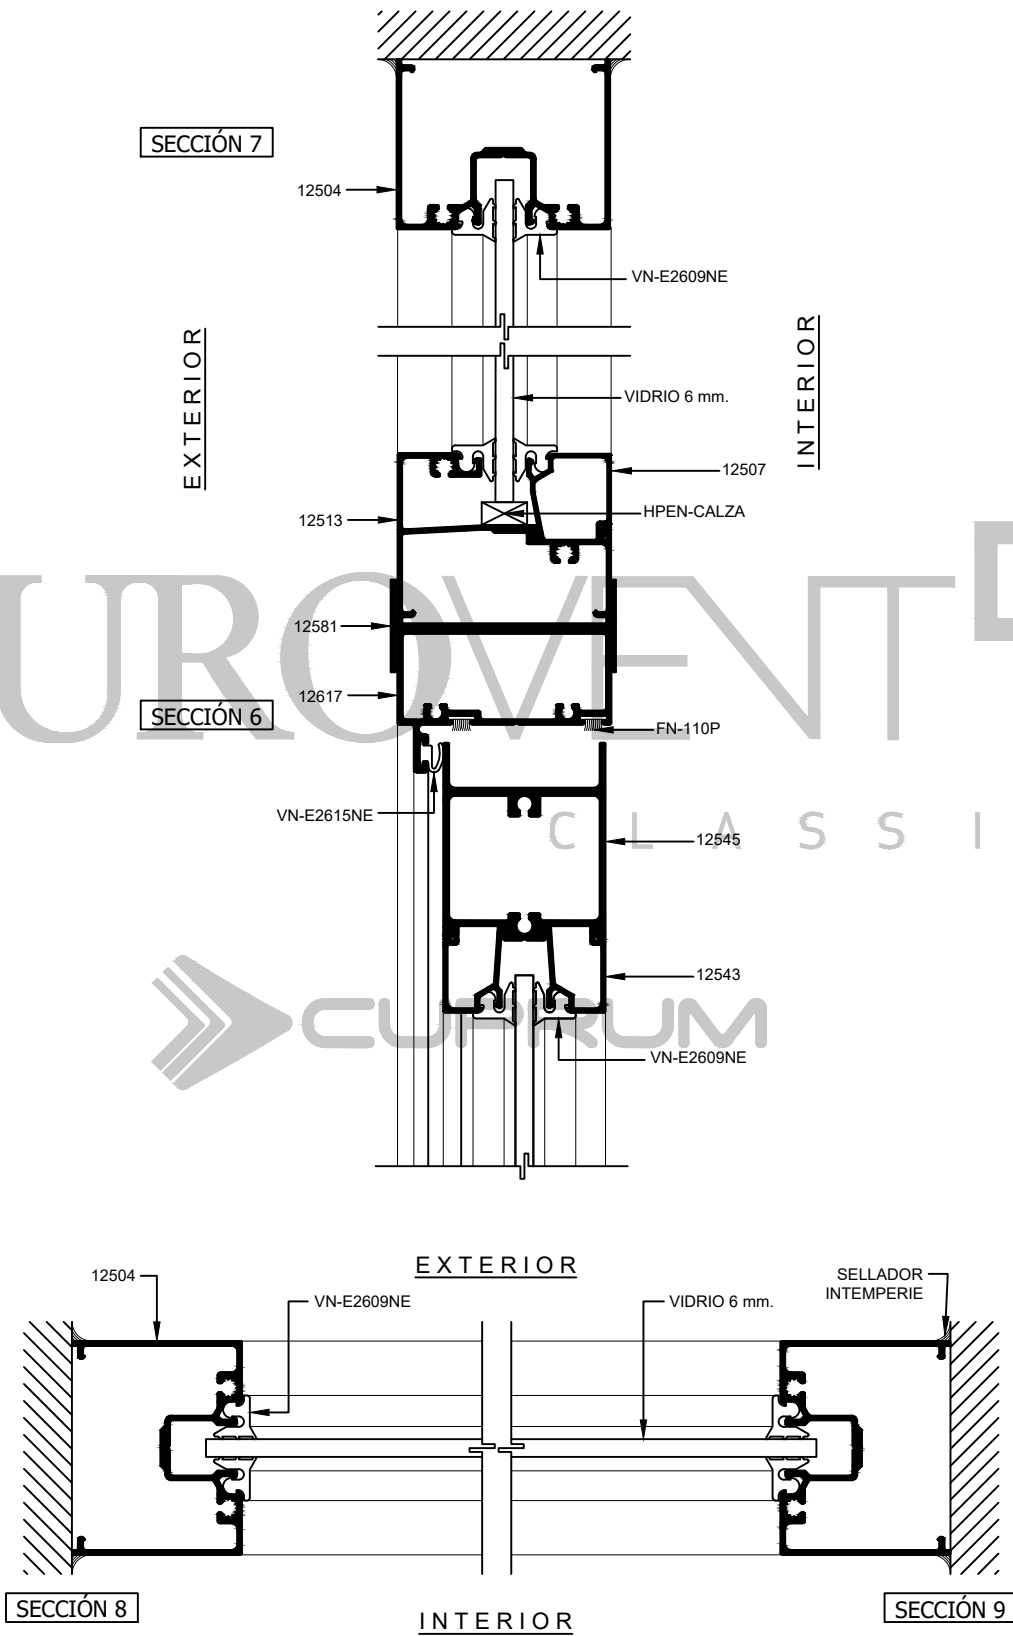 SECCIÓN 7
12504
VN-E2609NE
EXTERIOR
INTERIOR
VIDRIO 6 mm.
12507
HPEN-CALZA
12513
UROVENT
12581
12617
SECCIÓN 6
FN-110P
VN-E2615NE
CLASSI
12545
12543
CUPRUM
VN-E2609NE
EXTERIOR
12504
VN-E2609NE
VIDRIO 6 mm.
SELLADOR
INTEMPERIE
SECCIÓN 8
INTERIOR
SECCIÓN 9